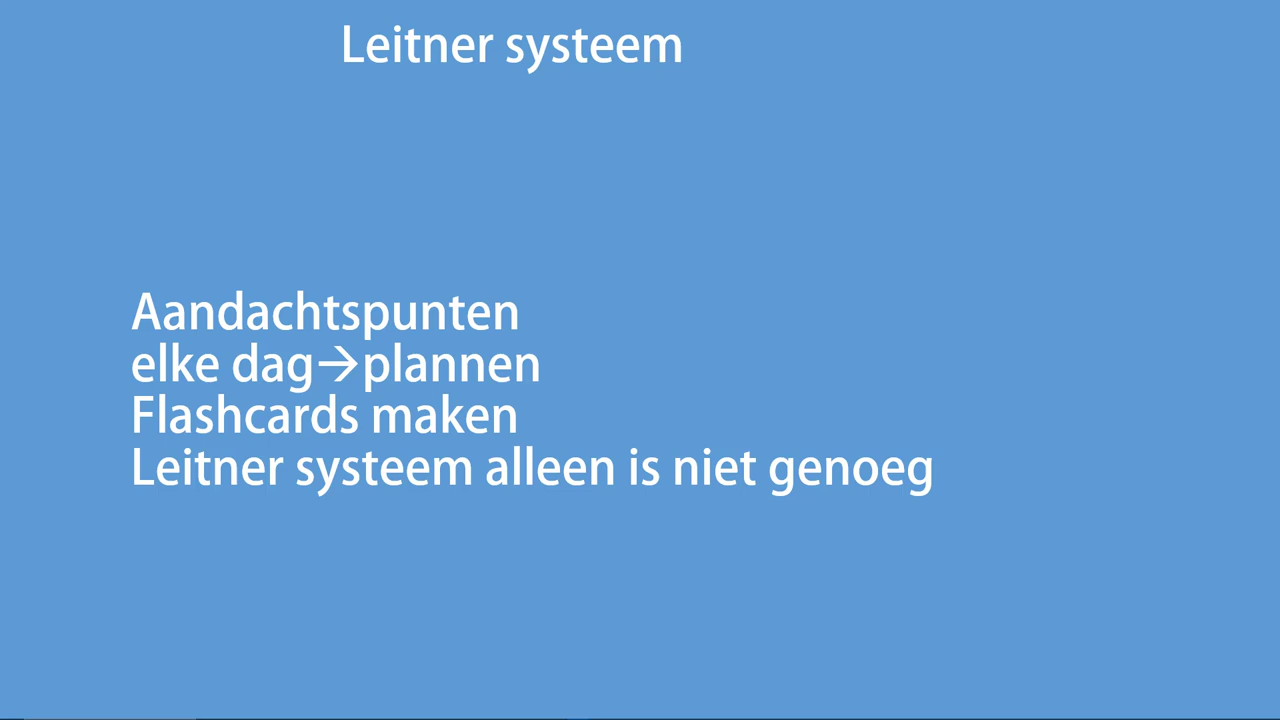 Leitner systeem
Aandachtspunten
elke dag→plannen
Flashcards maken
Leitner systeem alleen is niet genoeg